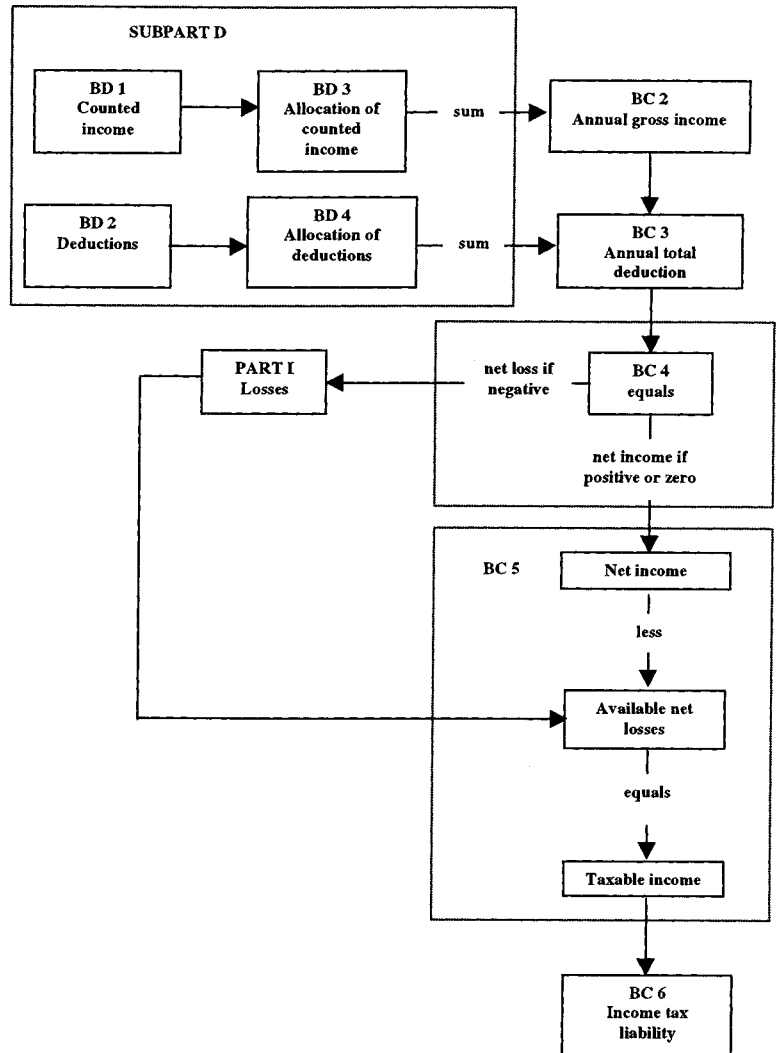 SUBPART D
BD 1
Counted
income
BD 3
Allocation of
counted
income
sum
BC 2
Annual gross income
BD 2
Deductions
BD 4
Allocation of
deductions
sum
BC 3
Annual total
deduction
PART I
Losses
net loss if
negative
BC 4
equals
net income if
positive or zero
BC 5
Net income
less
Available net
losses
equals
Taxable income
BC 6
Income tax
liability